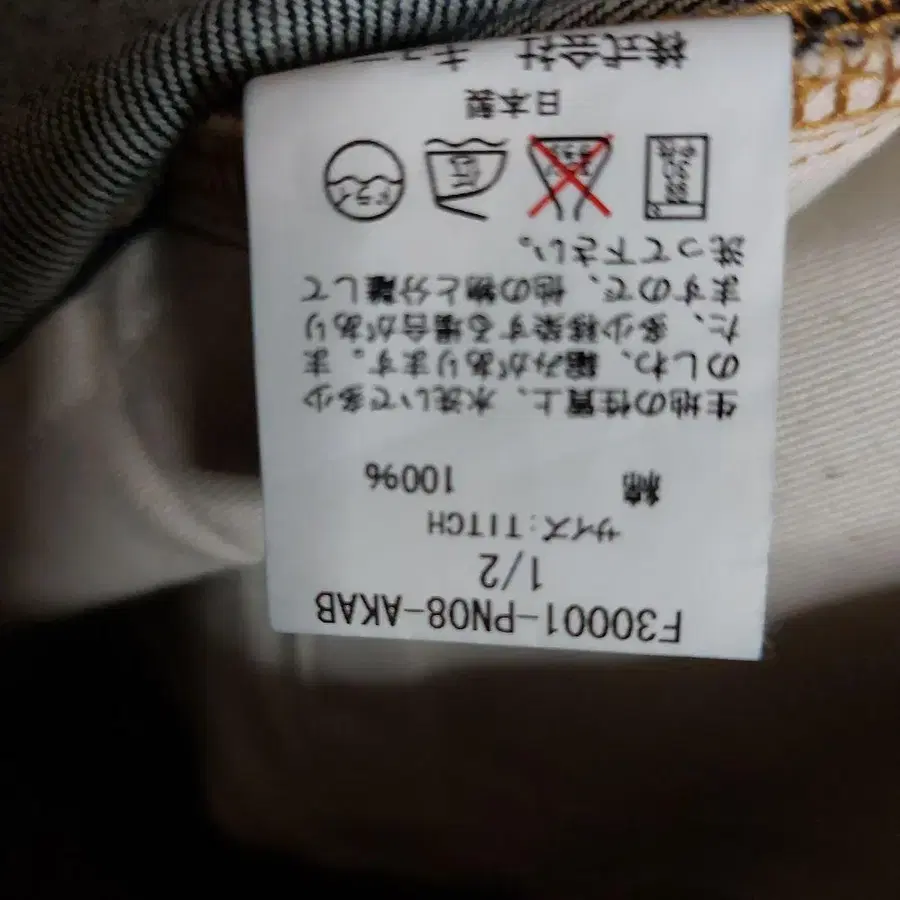 F30001-PN08-AKAB
1/2
サイズ:TITCH
綿 100%
生地の性質上、水洗いで多少
のしわ、縮みがあります。ま
た、多少移染する場合があり
ますので、他の物と分離して
洗って下さい。
ドライ
日本製
株式会社